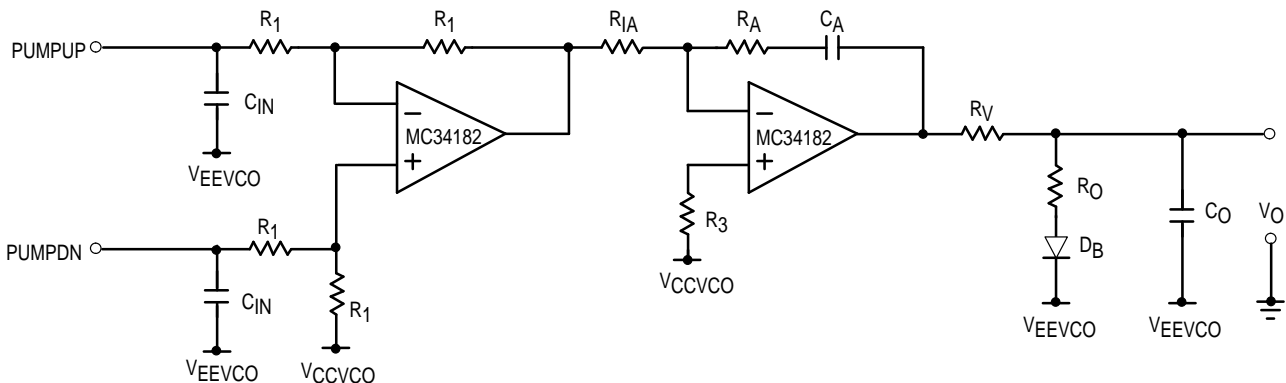 R1 R1 RIA RA CA
PUMPUP
CIN
MC34182
MC34182
RV
VEEVCO
R1
RO
CO
VO
R3
PUMPDN
DB
CIN
R1
VCCVCO
VEEVCO
VEEVCO
VEEVCO
VCCVCO